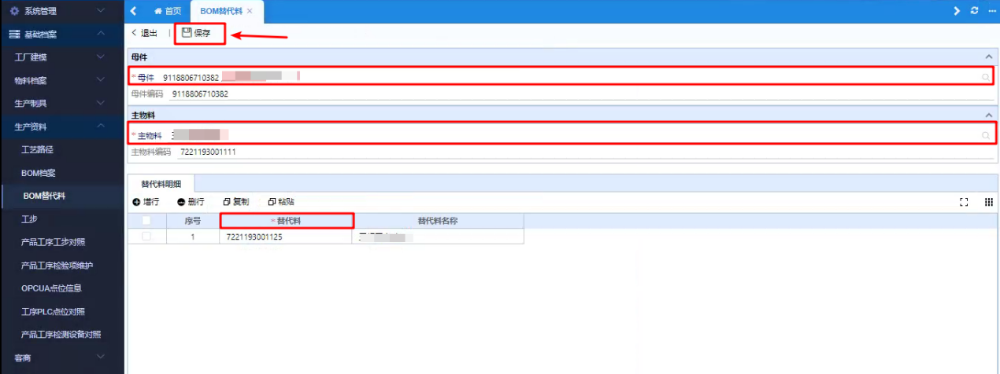 系统管理
首页
BOM替代料 ×
基础档案
退出
保存
工厂建模
母件
物料档案
*母件 9118806710382
母件编码 9118806710382
生产制具
主物料
生产资料
*主物料
工艺路径
主物料编码 7221193001111
BOM档案
替代料明细
BOM替代料
增行 删行 复制 粘贴
工步
序号 *替代料 替代料名称
产品工序工步对照
1 7221193001125
产品工序检验项维护
OPCUA点位信息
工序PLC点位对照
产品工序检测设备对照
客商